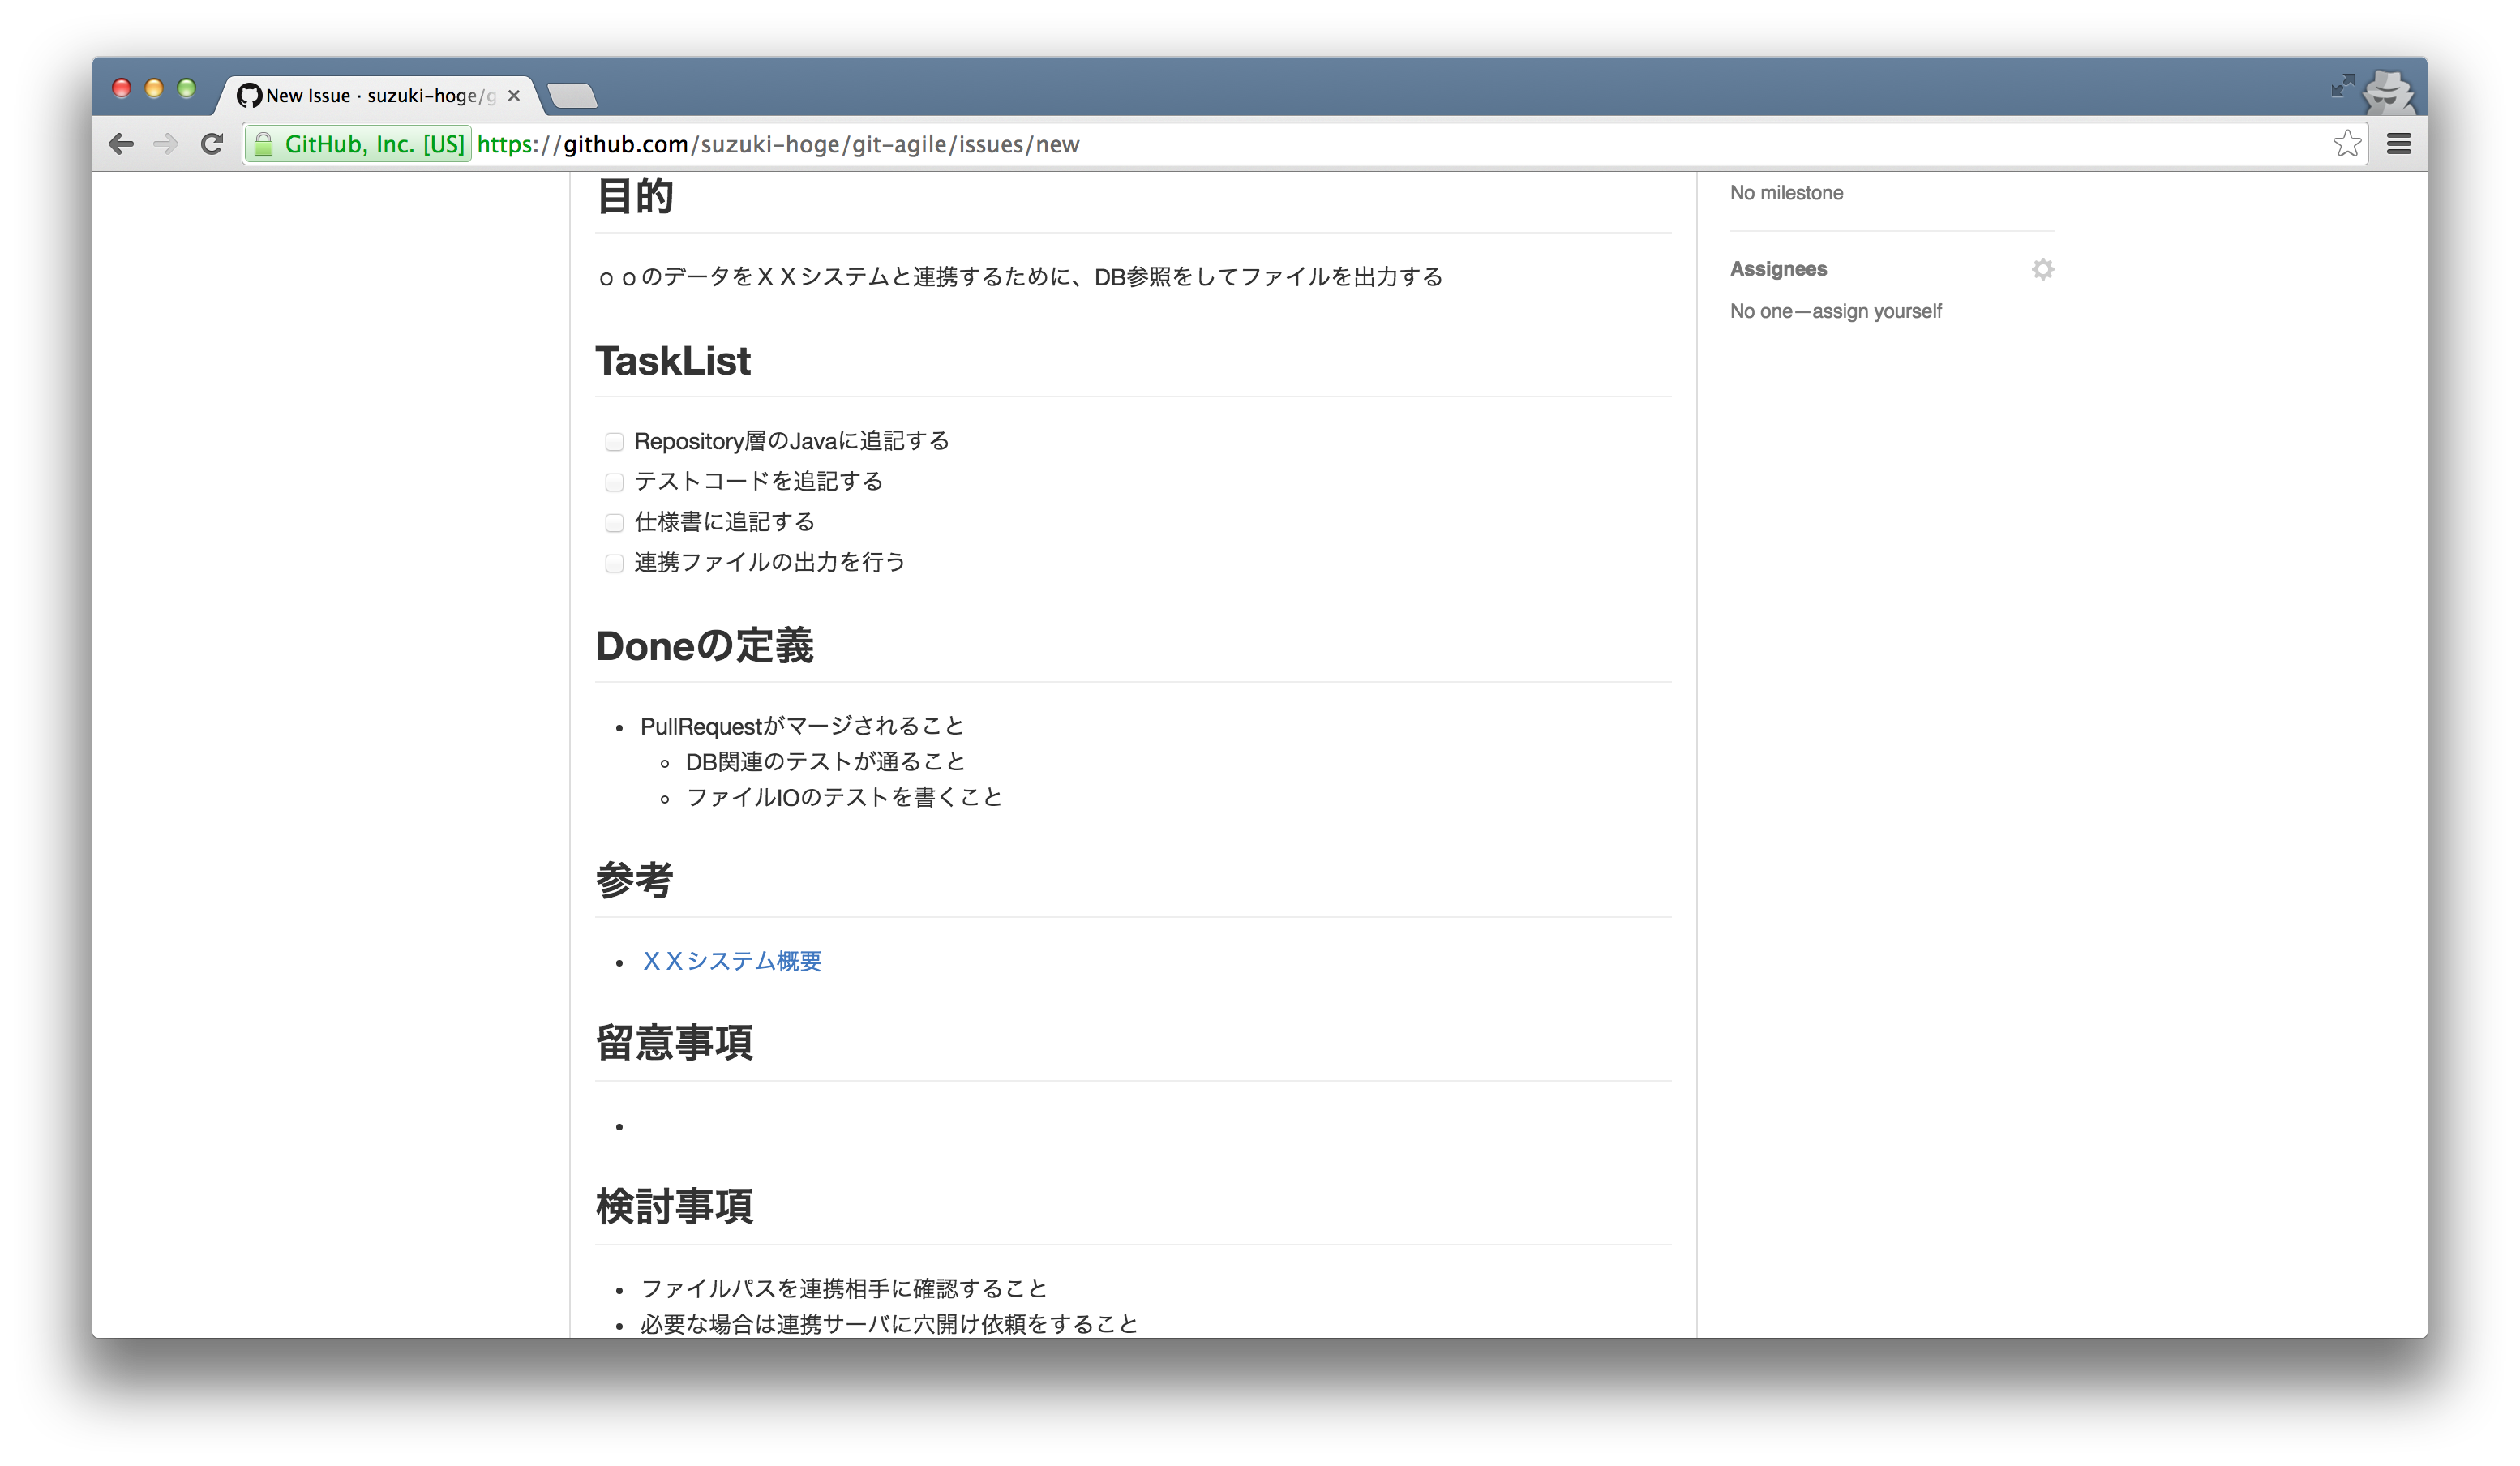 New Issue · suzuki-hoge/g
GitHub, Inc. [US] https://github.com/suzuki-hoge/git-agile/issues/new
目的
ｏｏのデータをＸＸシステムと連携するために、DB参照をしてファイルを出力する
TaskList
Repository層のJavaに追記する
テストコードを追記する
仕様書に追記する
連携ファイルの出力を行う
Doneの定義
PullRequestがマージされること
DB関連のテストが通ること
ファイルIOのテストを書くこと
参考
ＸＸシステム概要
留意事項
検討事項
ファイルパスを連携相手に確認すること
必要な場合は連携サーバに穴開け依頼をすること
No milestone
Assignees
No one—assign yourself